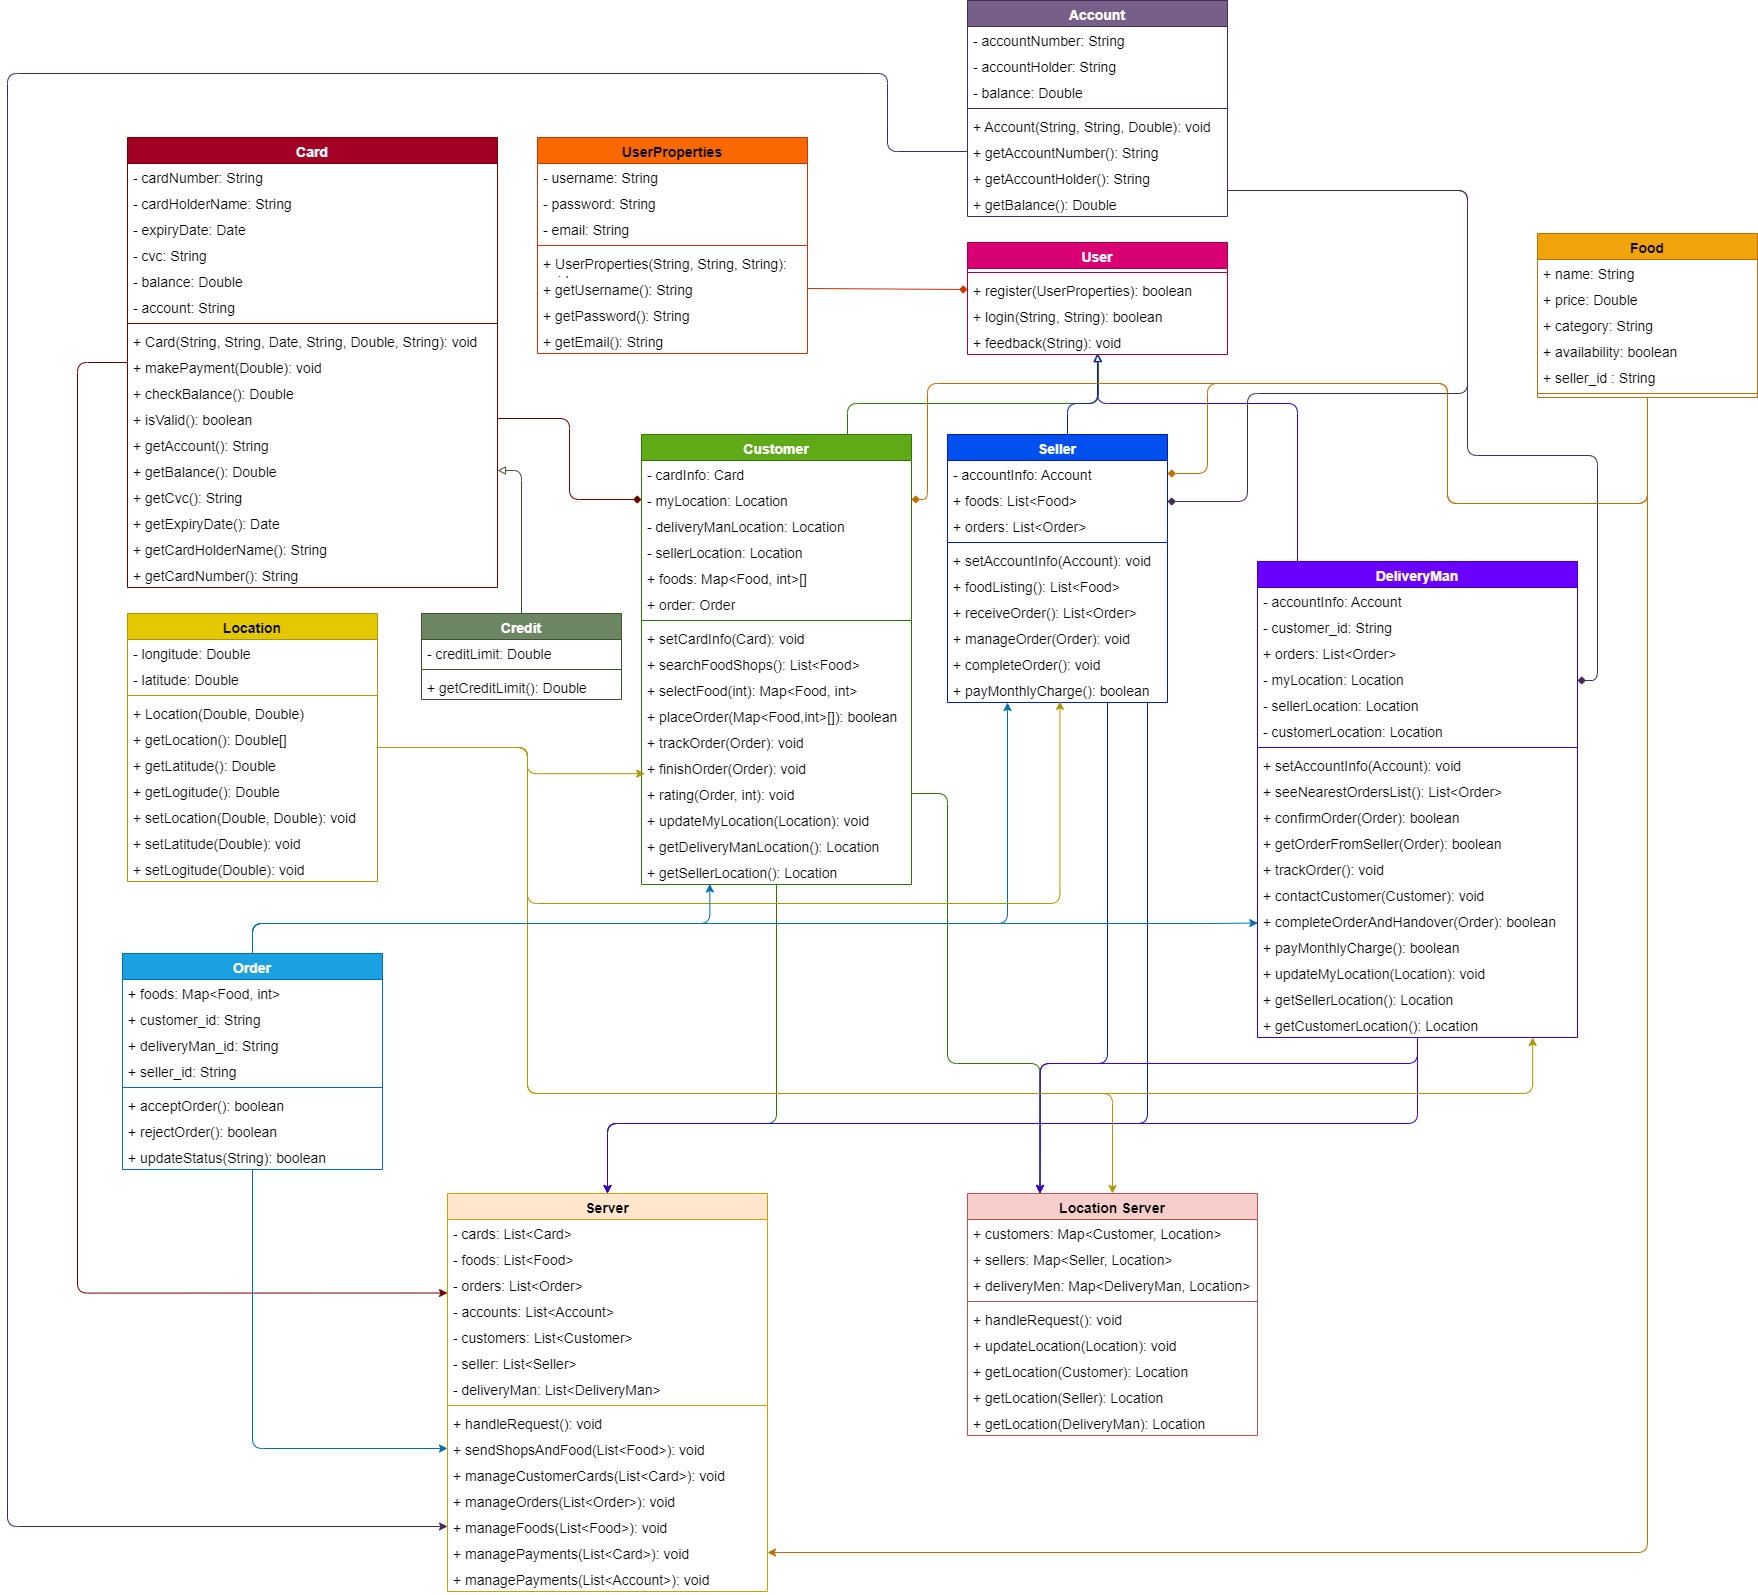 Account
- accountNumber: String
- accountHolder: String
- balance: Double
+ Account(String, String, Double): void
+ getAccountNumber(): String
+ getAccountHolder(): String
+ getBalance(): Double
Card
- cardNumber: String
- cardHolderName: String
- expiryDate: Date
- cvc: String
- balance: Double
- account: String
+ Card(String, String, Date, String, Double, String): void
+ makePayment(Double): void
+ checkBalance(): Double
+ isValid(): boolean
+ getAccount(): String
+ getBalance(): Double
+ getCvc(): String
+ getExpiryDate(): Date
+ getCardHolderName(): String
+ getCardNumber(): String
UserProperties
- username: String
- password: String
- email: String
+ UserProperties(String, String, String):
+ getUsername(): String
+ getPassword(): String
+ getEmail(): String
User
+ register(UserProperties): boolean
+ login(String, String): boolean
+ feedback(String): void
Food
+ name: String
+ price: Double
+ category: String
+ availability: boolean
+ seller_id : String
Customer
- cardInfo: Card
- myLocation: Location
- deliveryManLocation: Location
- sellerLocation: Location
+ foods: Map<Food, int>[]
+ order: Order
+ setCardInfo(Card): void
+ searchFoodShops(): List<Food>
+ selectFood(int): Map<Food, int>
+ placeOrder(Map<Food,int>[]): boolean
+ trackOrder(Order): void
+ finishOrder(Order): void
+ rating(Order, int): void
+ updateMyLocation(Location): void
+ getDeliveryManLocation(): Location
+ getSellerLocation(): Location
Seller
- accountInfo: Account
+ foods: List<Food>
+ orders: List<Order>
+ setAccountInfo(Account): void
+ foodListing(): List<Food>
+ receiveOrder(): List<Order>
+ manageOrder(Order): void
+ completeOrder(): void
+ payMonthlyCharge(): boolean
DeliveryMan
- accountInfo: Account
- customer_id: String
+ orders: List<Order>
- myLocation: Location
- sellerLocation: Location
- customerLocation: Location
+ setAccountInfo(Account): void
+ seeNearestOrdersList(): List<Order>
+ confirmOrder(Order): boolean
+ getOrderFromSeller(Order): boolean
+ trackOrder(): void
+ contactCustomer(Customer): void
+ completeOrderAndHandover(Order): boolean
+ payMonthlyCharge(): boolean
+ updateMyLocation(Location): void
+ getSellerLocation(): Location
+ getCustomerLocation(): Location
Location
- longitude: Double
- latitude: Double
+ Location(Double, Double)
+ getLocation(): Double[]
+ getLatitude(): Double
+ getLogitude(): Double
+ setLocation(Double, Double): void
+ setLatitude(Double): void
+ setLogitude(Double): void
Credit
- creditLimit: Double
+ getCreditLimit(): Double
Order
+ foods: Map<Food, int>
+ customer_id: String
+ deliveryMan_id: String
+ seller_id: String
+ acceptOrder(): boolean
+ rejectOrder(): boolean
+ updateStatus(String): boolean
Server
- cards: List<Card>
- foods: List<Food>
- orders: List<Order>
- accounts: List<Account>
- customers: List<Customer>
- seller: List<Seller>
- deliveryMan: List<DeliveryMan>
+ handleRequest(): void
+ sendShopsAndFood(List<Food>): void
+ manageCustomerCards(List<Card>): void
+ manageOrders(List<Order>): void
+ manageFoods(List<Food>): void
+ managePayments(List<Card>): void
+ managePayments(List<Account>): void
Location Server
+ customers: Map<Customer, Location>
+ sellers: Map<Seller, Location>
+ deliveryMen: Map<DeliveryMan, Location>
+ handleRequest(): void
+ updateLocation(Location): void
+ getLocation(Customer): Location
+ getLocation(Seller): Location
+ getLocation(DeliveryMan): Location